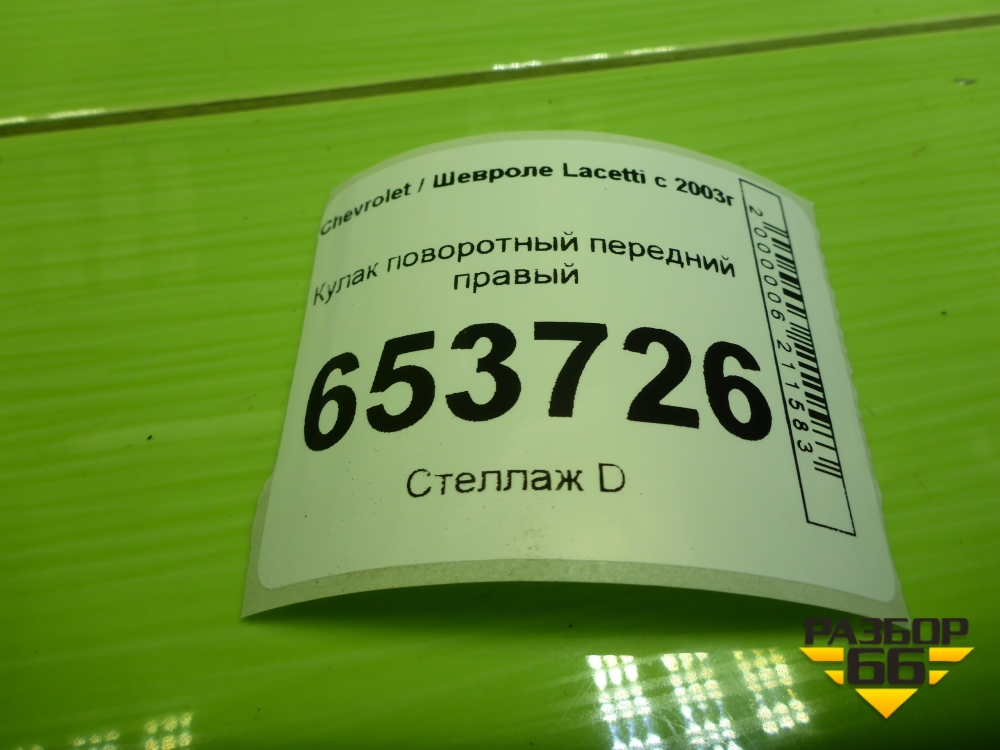 Chevrolet / Шевроле Lacetti с 2003г
Кулак поворотный передний
правый
653726
Стеллаж D
2000006211583
РАЗБОР
66